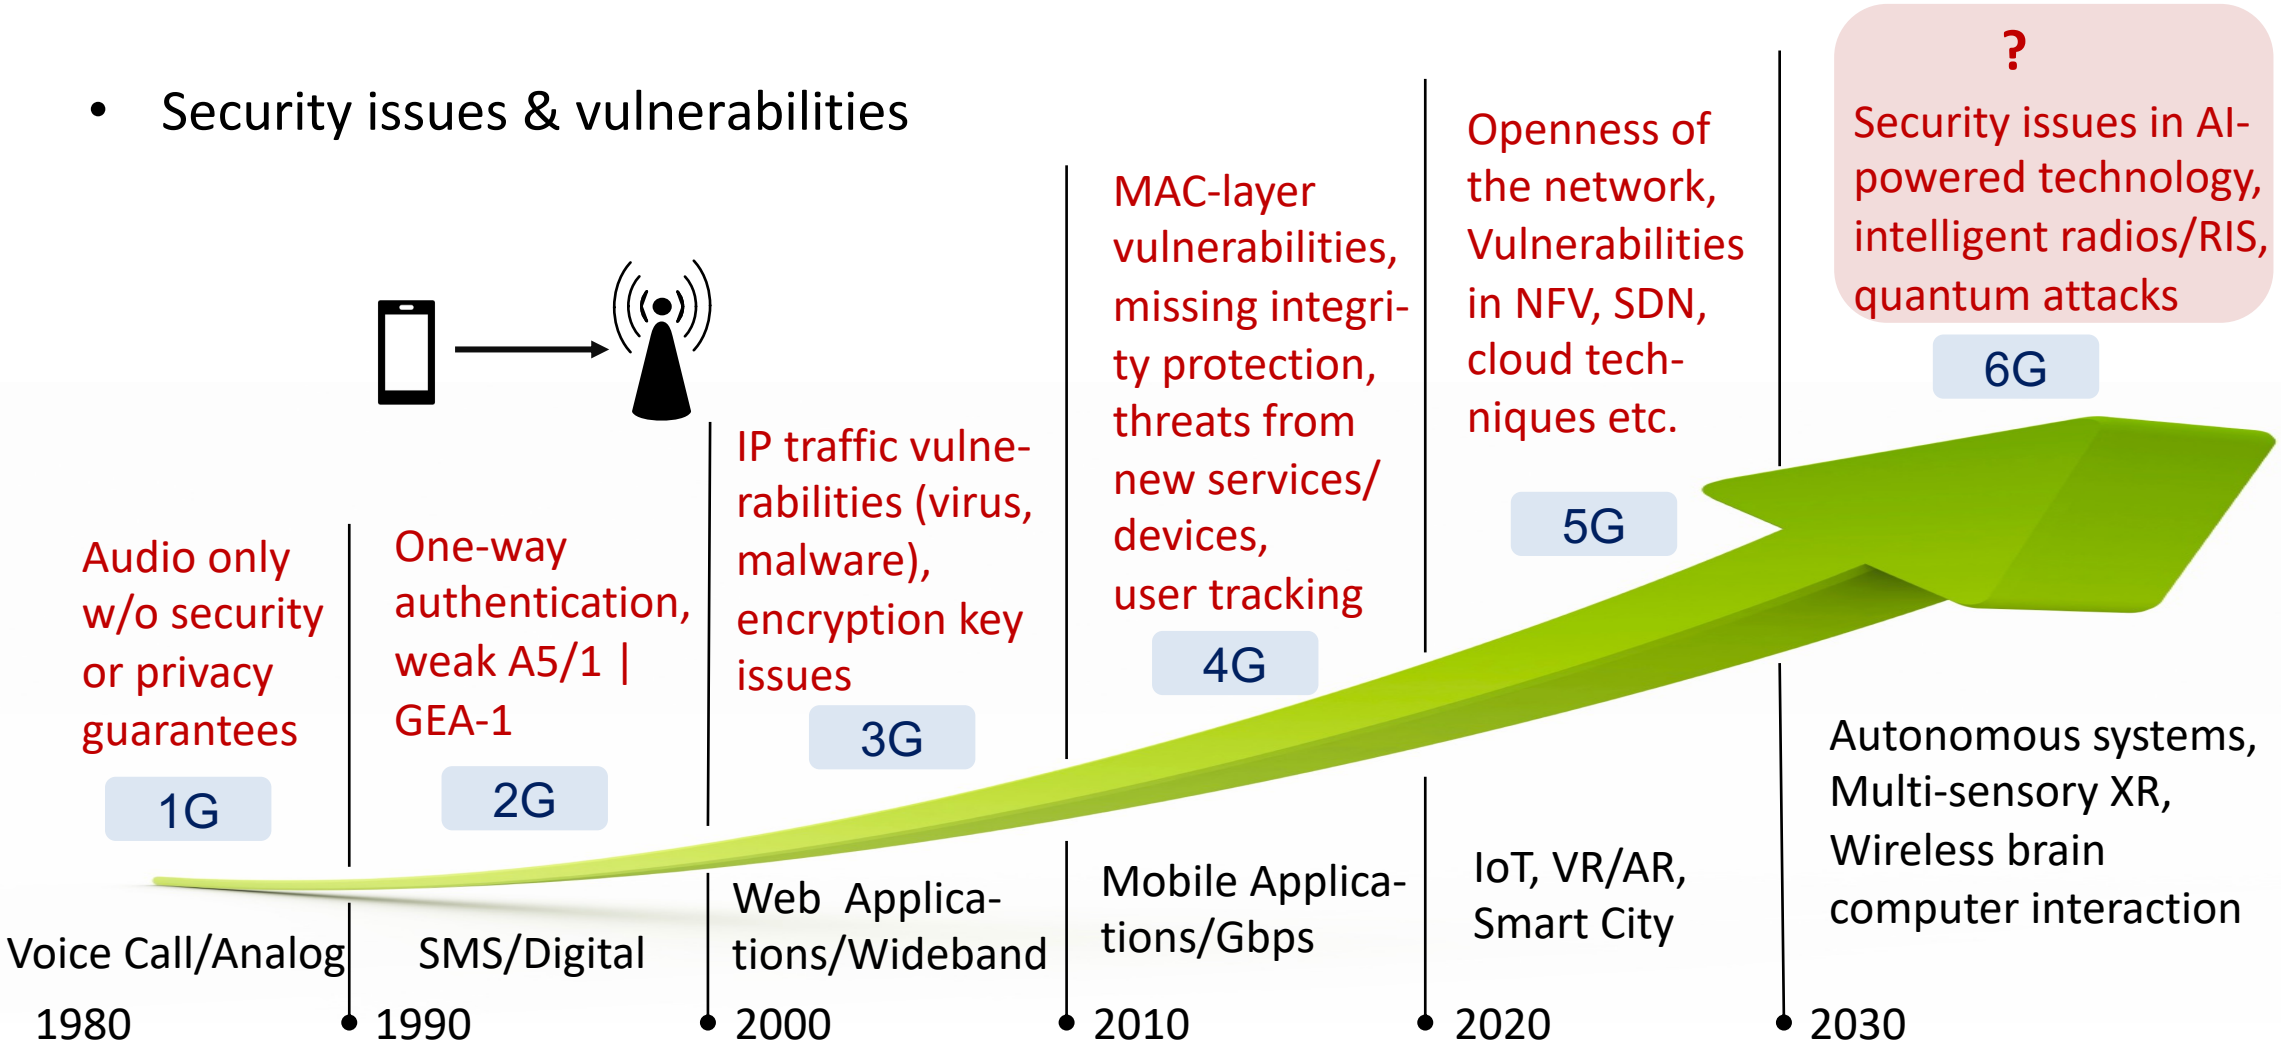 • Security issues & vulnerabilities
Audio only
w/o security
or privacy
guarantees
1G
Voice Call/Analog
1980
One-way
authentication,
weak A5/1 |
GEA-1
2G
SMS/Digital
1990
IP traffic vulne-
rabilities (virus,
malware),
encryption key
issues
3G
Web Applica-
tions/Wideband
2000
MAC-layer
vulnerabilities,
missing integri-
ty protection,
threats from
new services/
devices,
user tracking
4G
Mobile Applica-
tions/Gbps
2010
Openness of
the network,
Vulnerabilities
in NFV, SDN,
cloud tech-
niques etc.
5G
IoT, VR/AR,
Smart City
2020
?
Security issues in AI-
powered technology,
intelligent radios/RIS,
quantum attacks
6G
Autonomous systems,
Multi-sensory XR,
Wireless brain
computer interaction
2030